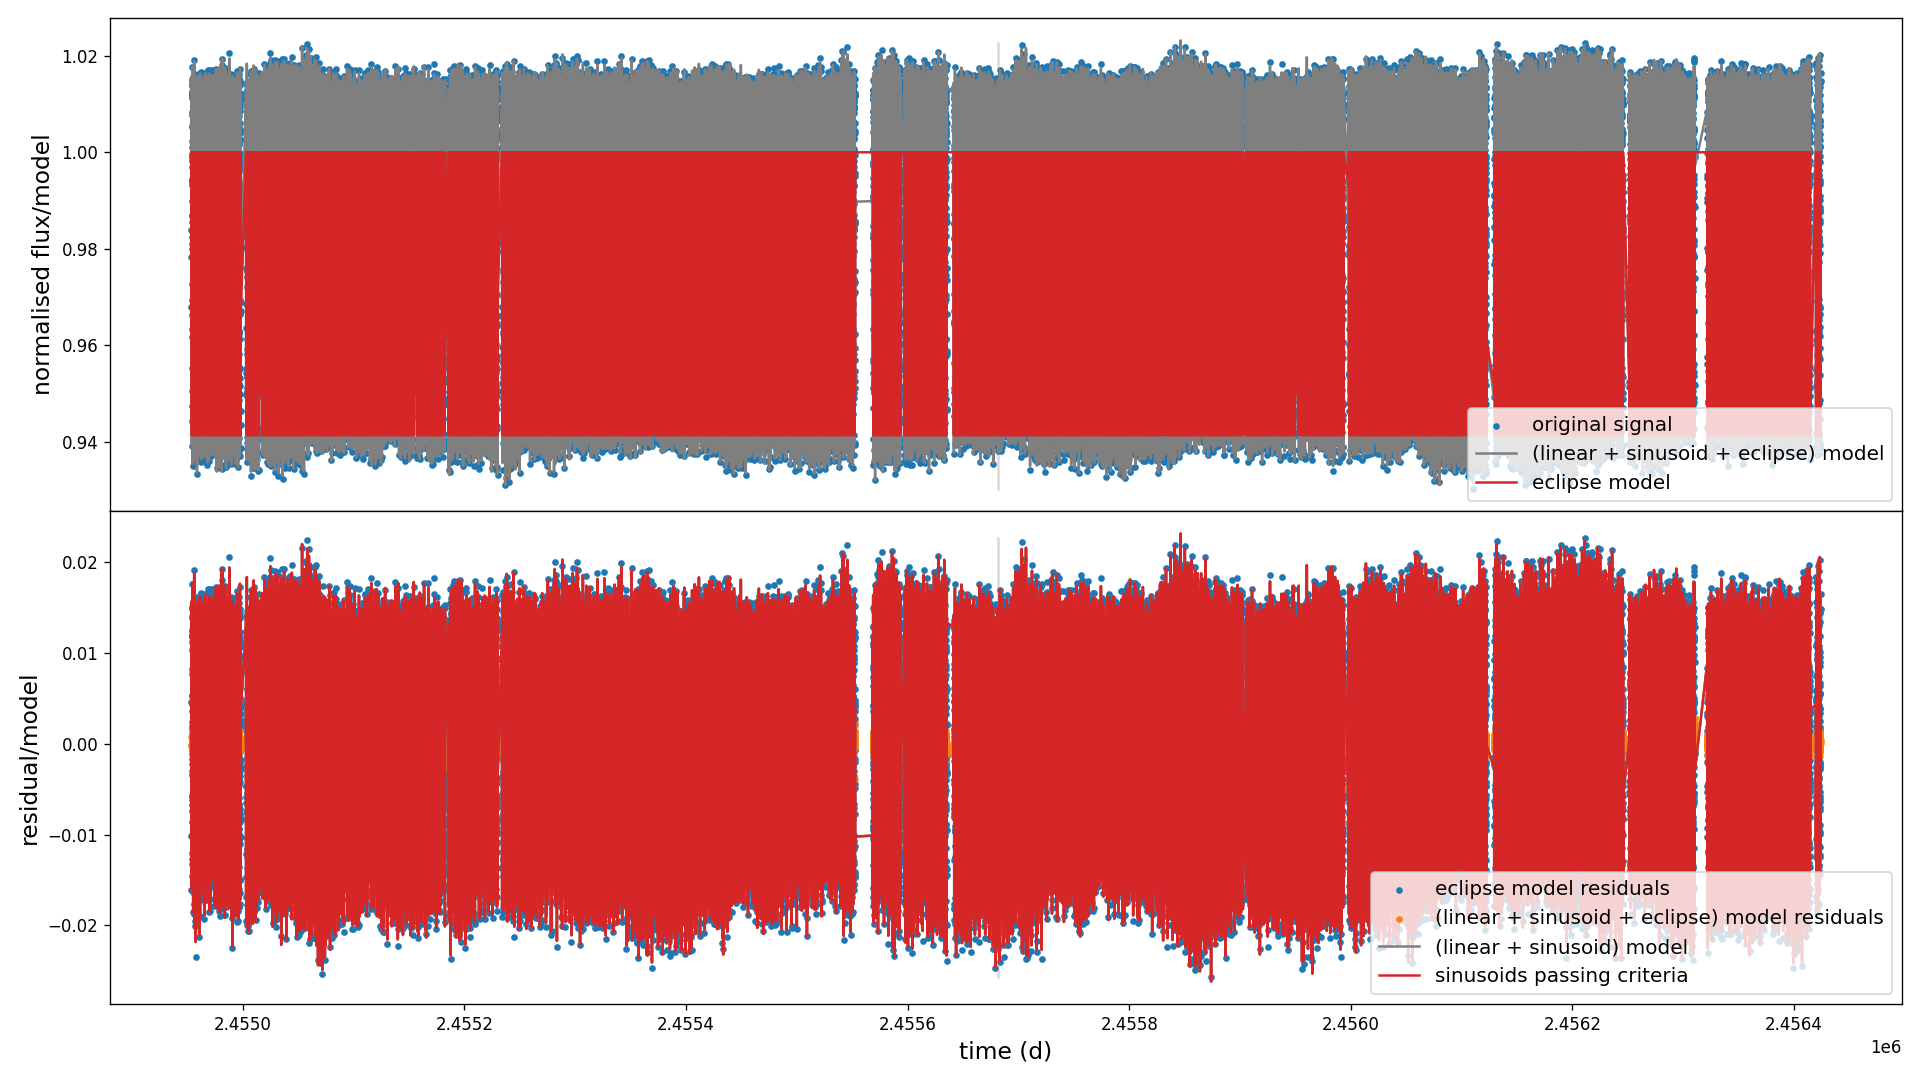 1.02
1.00
0.98
0.96
0.94
normalised flux/model
original signal
(linear + sinusoid + eclipse) model
eclipse model
0.02
0.01
0.00
−0.01
−0.02
residual/model
eclipse model residuals
(linear + sinusoid + eclipse) model residuals
(linear + sinusoid) model
sinusoids passing criteria
2.4550 2.4552 2.4554 2.4556 2.4558 2.4560 2.4562 2.4564
1e6
time (d)